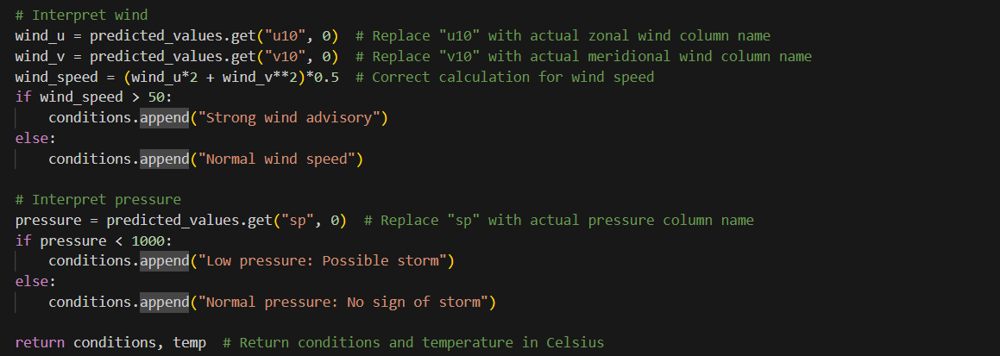 # Interpret wind
wind_u = predicted_values.get("u10", 0)  # Replace "u10" with actual zonal wind column name
wind_v = predicted_values.get("v10", 0)  # Replace "v10" with actual meridional wind column name
wind_speed = (wind_u*2 + wind_v**2)*0.5  # Correct calculation for wind speed
if wind_speed > 50:
    conditions.append("Strong wind advisory")
else:
    conditions.append("Normal wind speed")
# Interpret pressure
pressure = predicted_values.get("sp", 0)  # Replace "sp" with actual pressure column name
if pressure < 1000:
    conditions.append("Low pressure: Possible storm")
else:
    conditions.append("Normal pressure: No sign of storm")
return conditions, temp  # Return conditions and temperature in Celsius